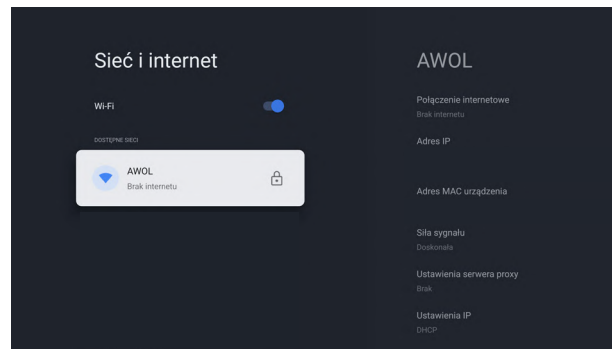 Sieć i internet
Wi-Fi
DOSTĘPNE SIECI
AWOL
Brak internetu
AWOL
Połączenie internetowe
Brak internetu
Adres IP
Adres MAC urządzenia
Siła sygnału
Doskonała
Ustawienia serwera proxy
Brak
Ustawienia IP
DHCP